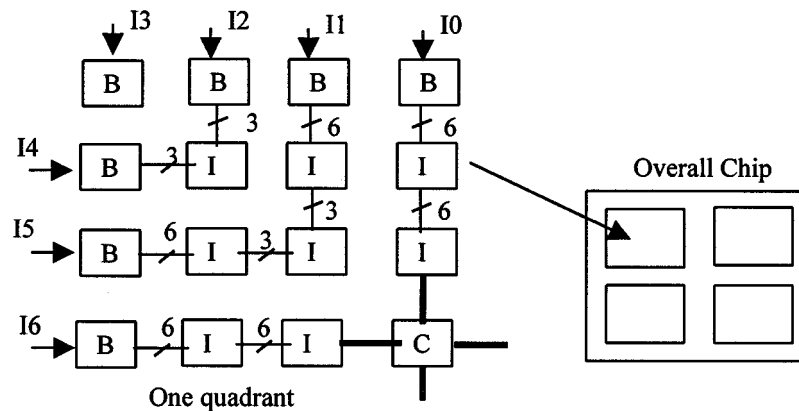 I3 I2 I1 I0
B B B B
3 6 6
I4 B 3 I I I
Overall Chip
3 6
I5 B 6 I 3 I I
I6 B 6 I 6 I C
One quadrant